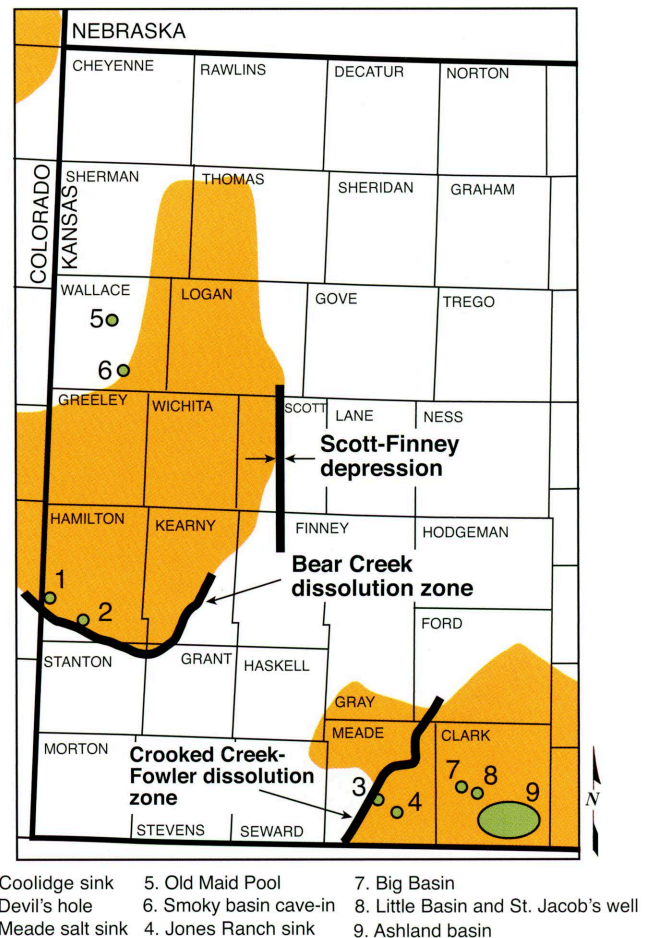 NEBRASKA
CHEYENNE
RAWLINS
DECATUR
NORTON
COLORADO
KANSAS
SHERMAN
THOMAS
SHERIDAN
GRAHAM
WALLACE
LOGAN
GOVE
TREGO
5
6
GREELEY
WICHITA
SCOTT
LANE
NESS
Scott-Finney
depression
HAMILTON
KEARNY
FINNEY
HODGEMAN
Bear Creek
dissolution zone
1
2
FORD
STANTON
GRANT
HASKELL
GRAY
MEADE
CLARK
MORTON
Crooked Creek-
Fowler dissolution
zone
3
4
7
8
9
N
STEVENS
SEWARD
Coolidge sink
Devil's hole
Meade salt sink
5. Old Maid Pool
6. Smoky basin cave-in
4. Jones Ranch sink
7. Big Basin
8. Little Basin and St. Jacob's well
9. Ashland basin